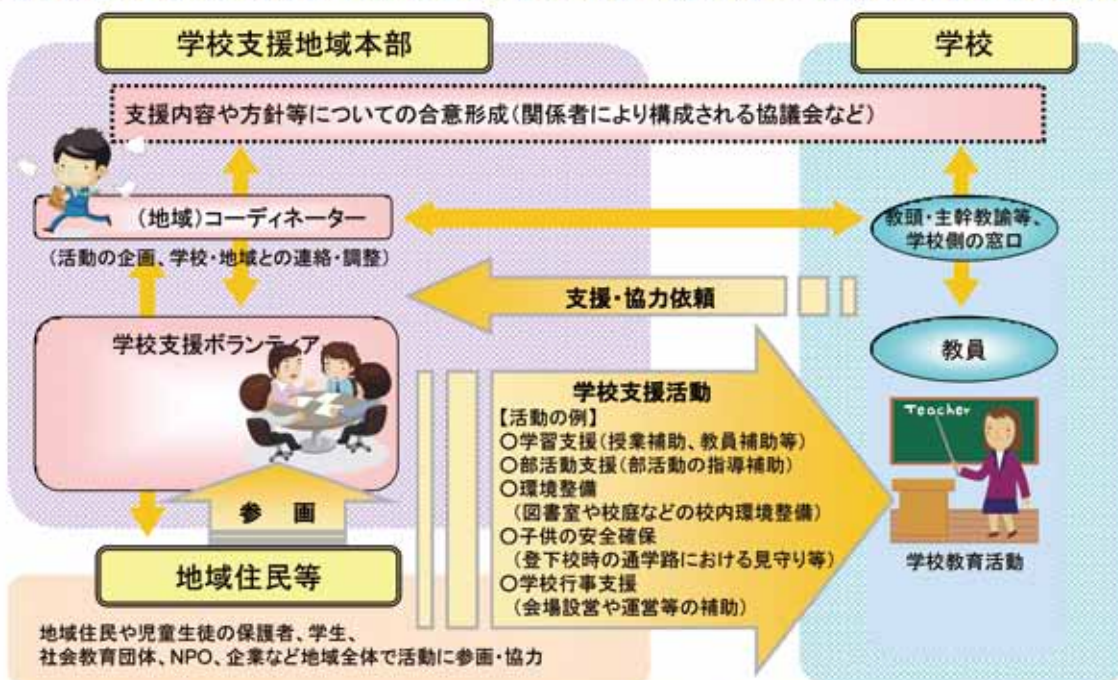 学校支援地域本部
学校
支援内容や方針等についての合意形成(関係者により構成される協議会など)
(地域)コーディネーター
(活動の企画、学校・地域との連絡・調整)
教頭・主幹教諭等、
学校側の窓口
支援・協力依頼
学校支援ボランティア
教員
Teacher
学校教育活動
学校支援活動
【活動の例】
○学習支援(授業補助、教員補助等)
○部活動支援(部活動の指導補助)
○環境整備
(図書室や校庭などの校内環境整備)
○子供の安全確保
(登下校時の通学路における見守り等)
○学校行事支援
(会場設営や運営等の補助)
参 画
地域住民等
地域住民や児童生徒の保護者、学生、
社会教育団体、NPO、企業など地域全体で活動に参画・協力